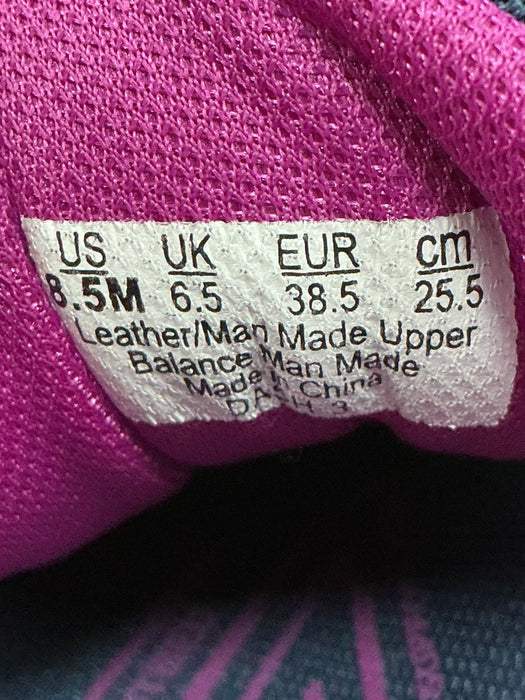 US UK EUR cm
8.5M 6.5 38.5 25.5
Leather/Man Made Upper
Balance Man Made
Made In China
DASH 3